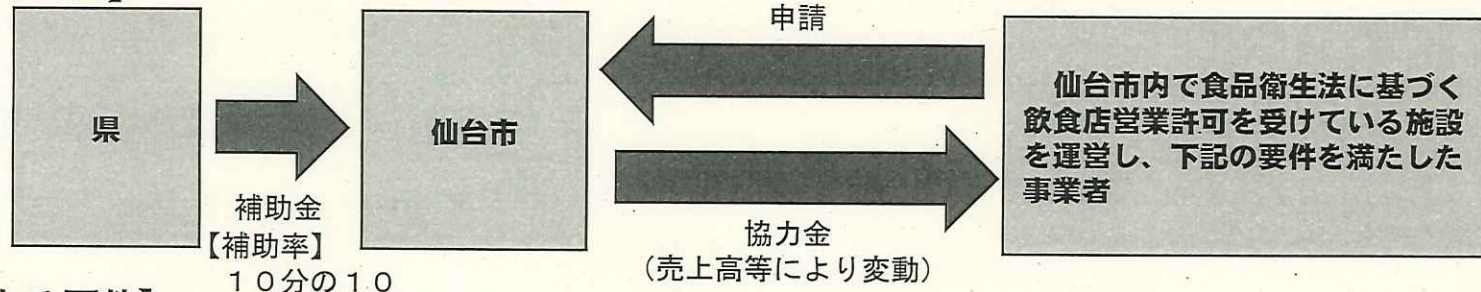 申請
県
仙台市
仙台市内で食品衛生法に基づく
飲食店営業許可を受けている施設
を運営し、下記の要件を満たした
事業者
補助金
【補助率】
１０分の１０
協力金
（売上高等により変動）
要件】